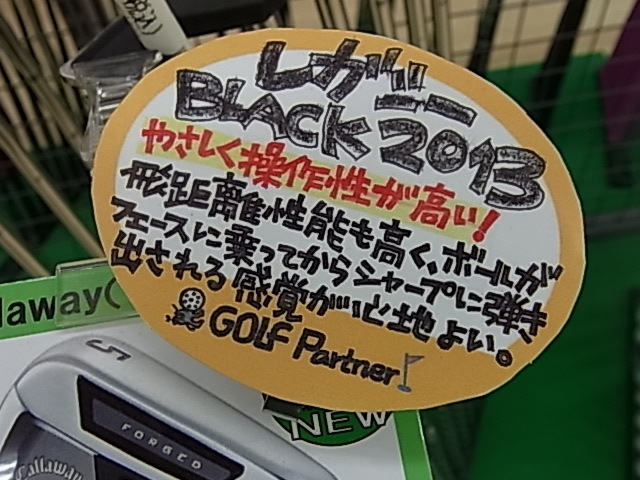 レガシー
BLACK 2013
やさしく操作性が高い!
飛距離性能も高く、ボールが
フェースに乗ってからシャープに弾き
出される感覚が心地よい。
GOLF Partner
laway(
5
FORGED
Callaway
NEW